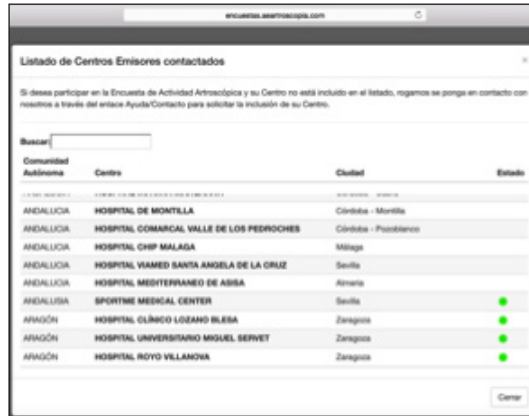 encuestas.aeartroscopia.com
Listado de Centros Emisores contactados
×
Si desea participar en la Encuesta de Actividad Artroscópica y su Centro no está incluido en el listado, rogamos se ponga en contacto con
nosotros a través del enlace Ayuda/Contacto para solicitar la inclusión de su Centro.
Buscar:
Comunidad
Autónoma Centro Ciudad Estado
ANDALUCIA HOSPITAL DE MONTILLA Córdoba - Montilla
ANDALUCIA HOSPITAL COMARCAL VALLE DE LOS PEDROCHES Córdoba - Pozoblanco
ANDALUCIA HOSPITAL CHIP MALAGA Málaga
ANDALUCIA HOSPITAL VIAMED SANTA ANGELA DE LA CRUZ Sevilla
ANDALUCIA HOSPITAL MEDITERRANEO DE ASISA Almeria
ANDALUSIA SPORTME MEDICAL CENTER Sevilla
ARAGÓN HOSPITAL CLÍNICO LOZANO BLESA Zaragoza
ARAGÓN HOSPITAL UNIVERSITARIO MIGUEL SERVET Zaragoza
ARAGÓN HOSPITAL ROYO VILLANOVA Zaragoza
Cerrar